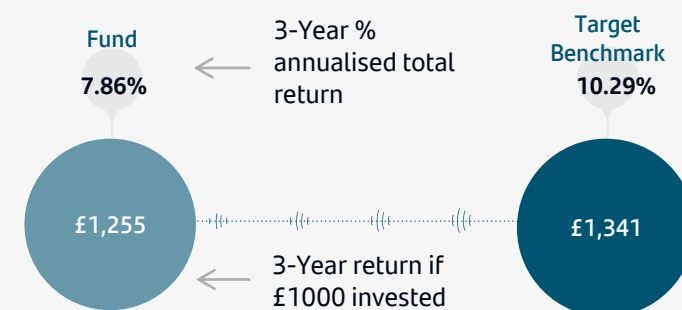 Fund
7.86%
3-Year %
annualised total
return
Target
Benchmark
10.29%
£1,255
£1,341
3-Year return if
£1000 invested